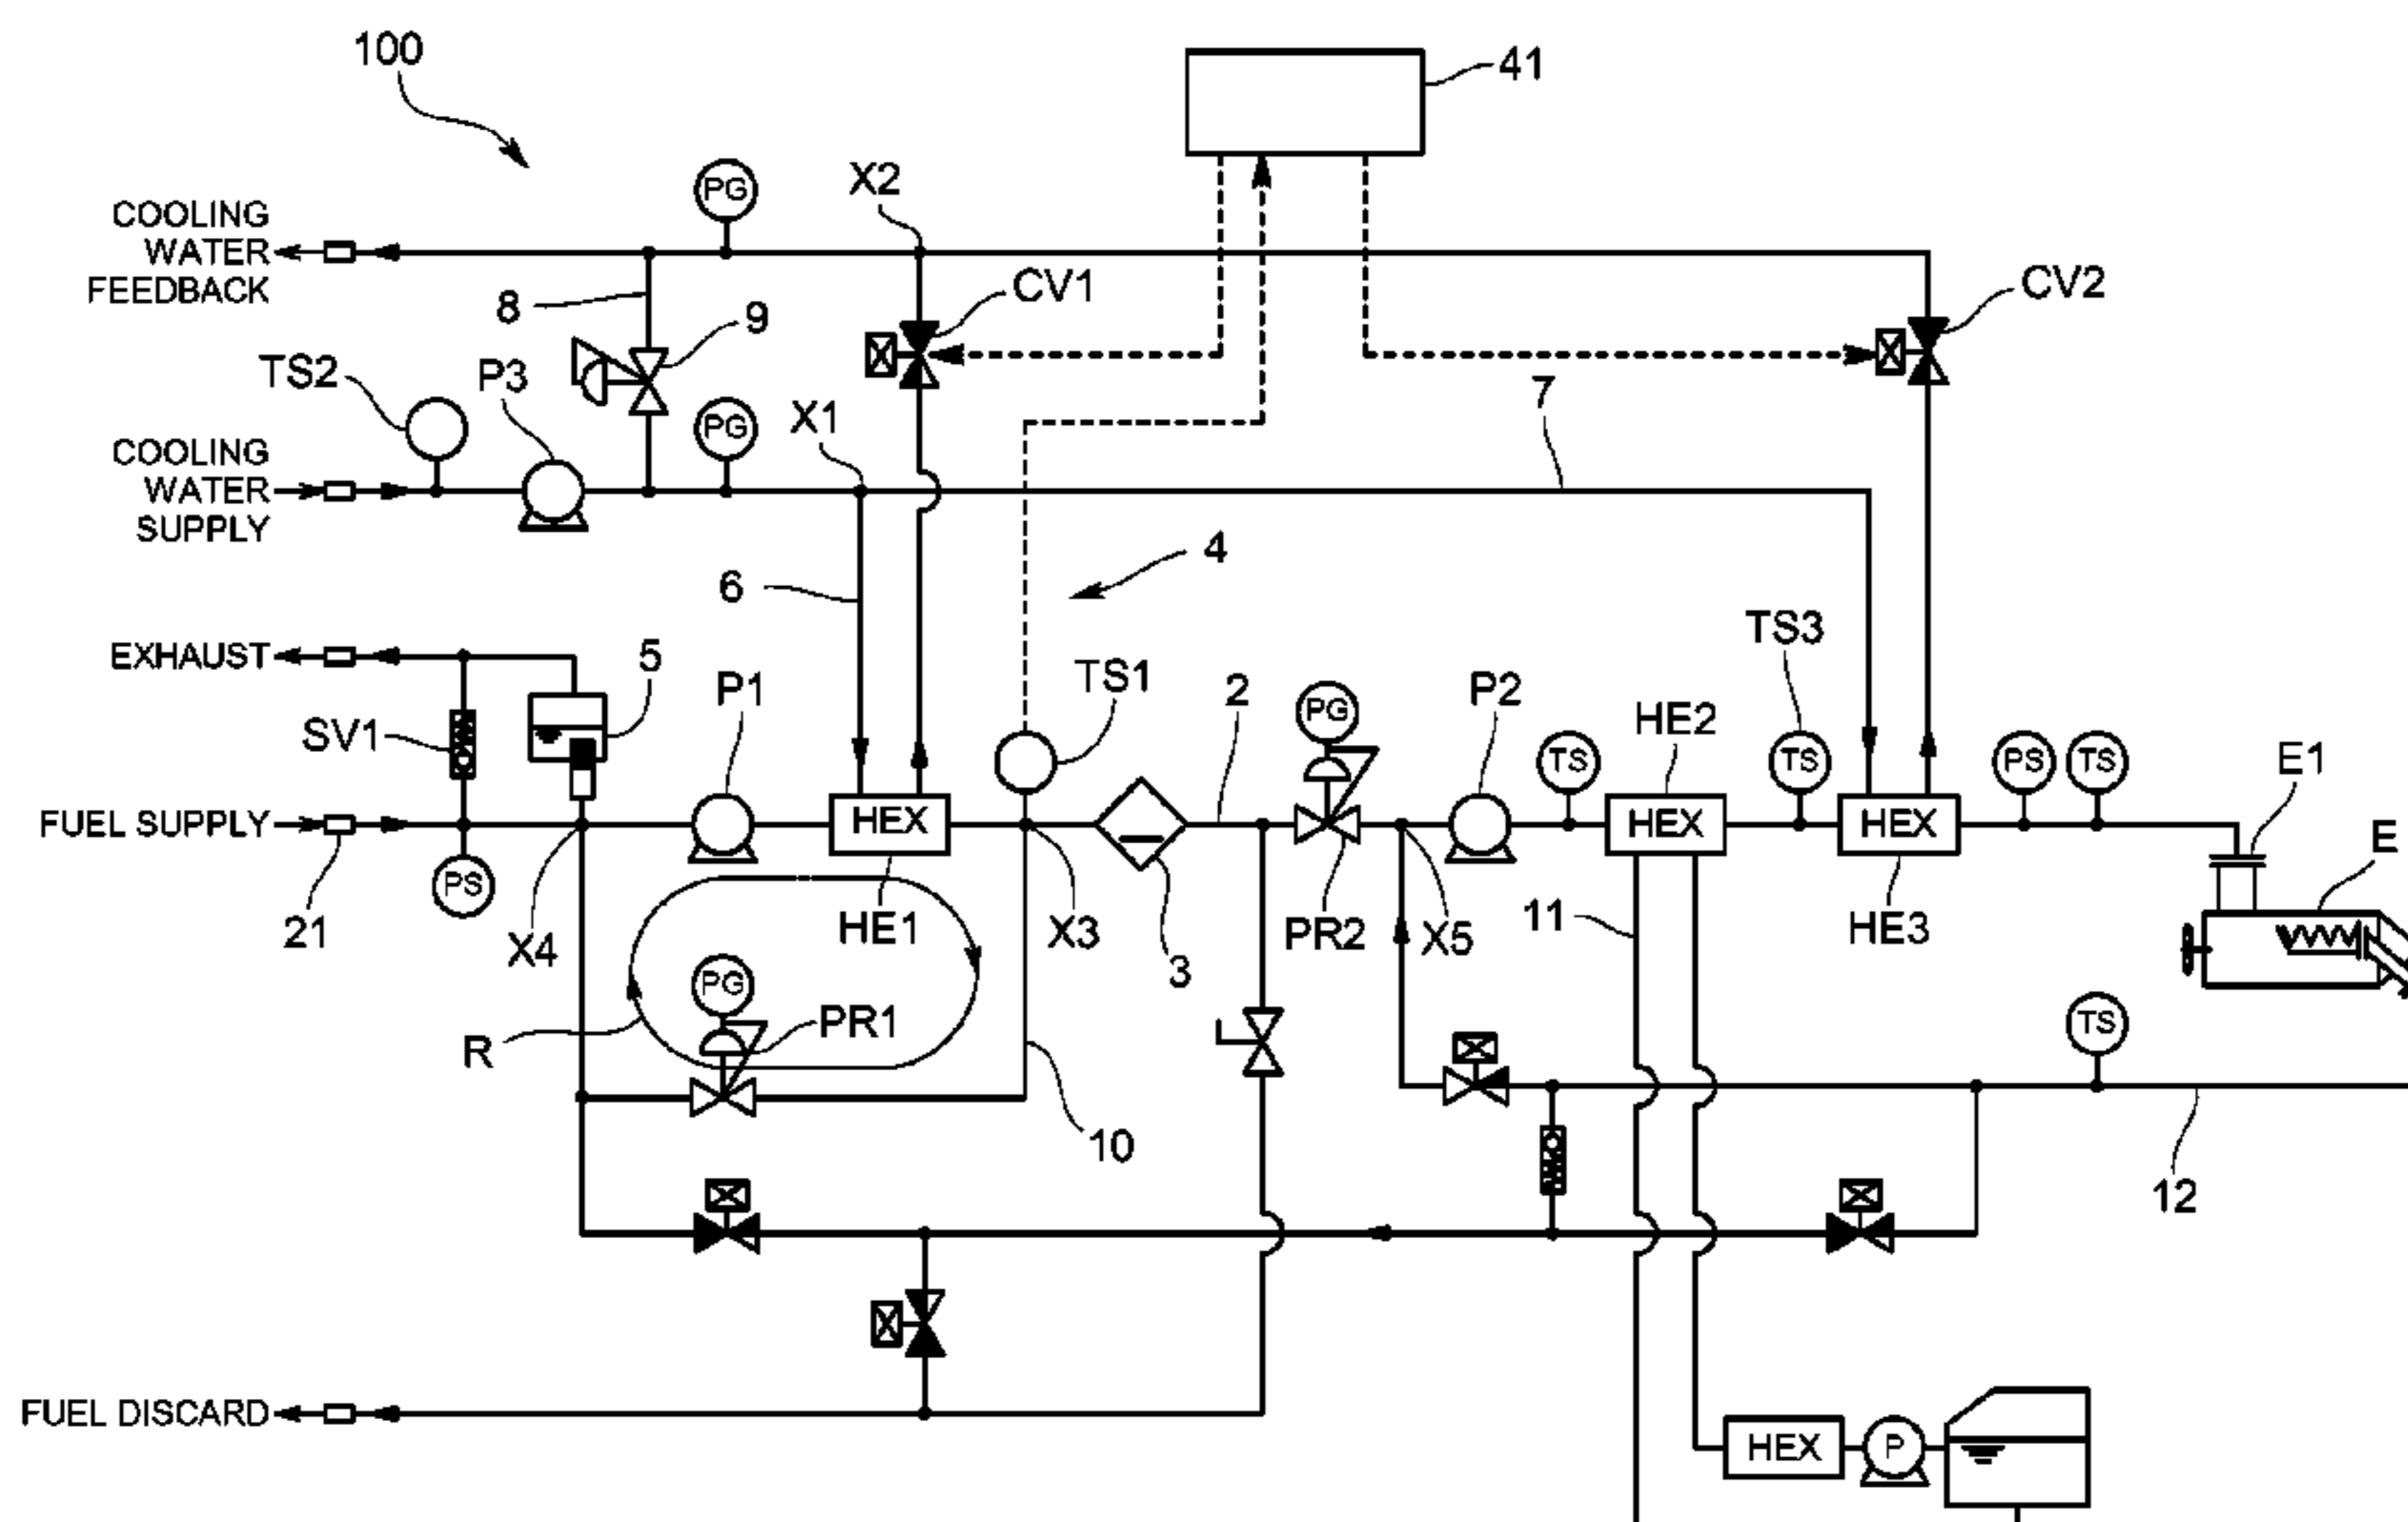 100
41
PG
X2
COOLING
WATER
FEEDBACK
CV1
CV2
8
9
TS2
P3
PG
X1
7
COOLING
WATER
SUPPLY
4
6
TS3
EXHAUST
5
P1
TS1
2
PG
P2
HE2
SV1
TS
TS
PS
TS
E1
FUEL SUPPLY
HEX
HEX
HEX
E
PS
21
X4
HE1
X3
3
PR2
X5
11
HE3
PG
PR1
R
TS
10
12
FUEL DISCARD
HEX
P